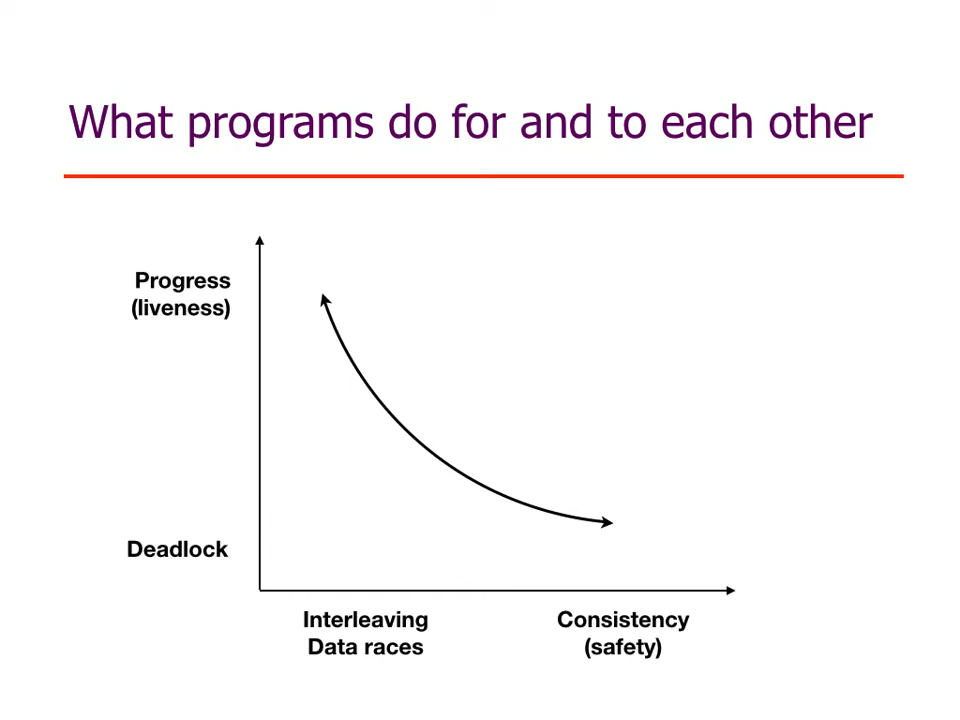 What programs do for and to each other
Progress
(liveness)
Deadlock
Interleaving
Data races
Consistency
(safety)